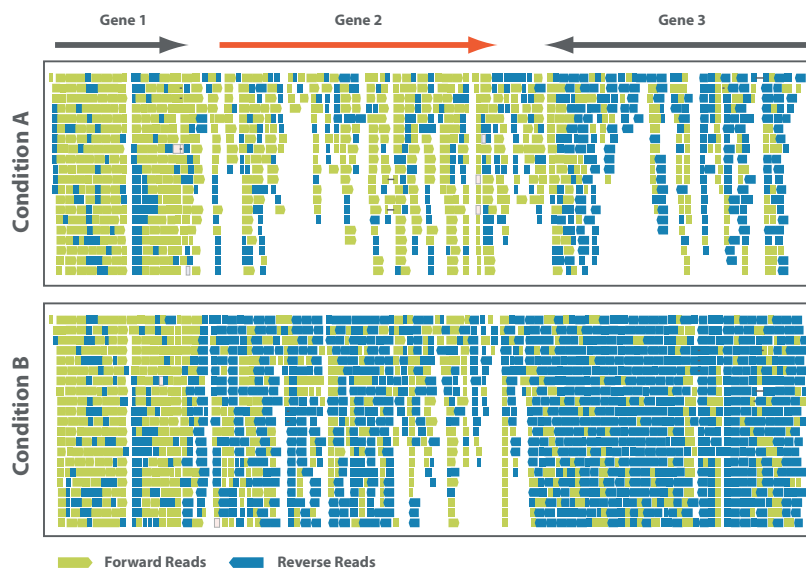 Gene 1 Gene 2 Gene 3
Condition A
Condition B
Forward Reads Reverse Reads